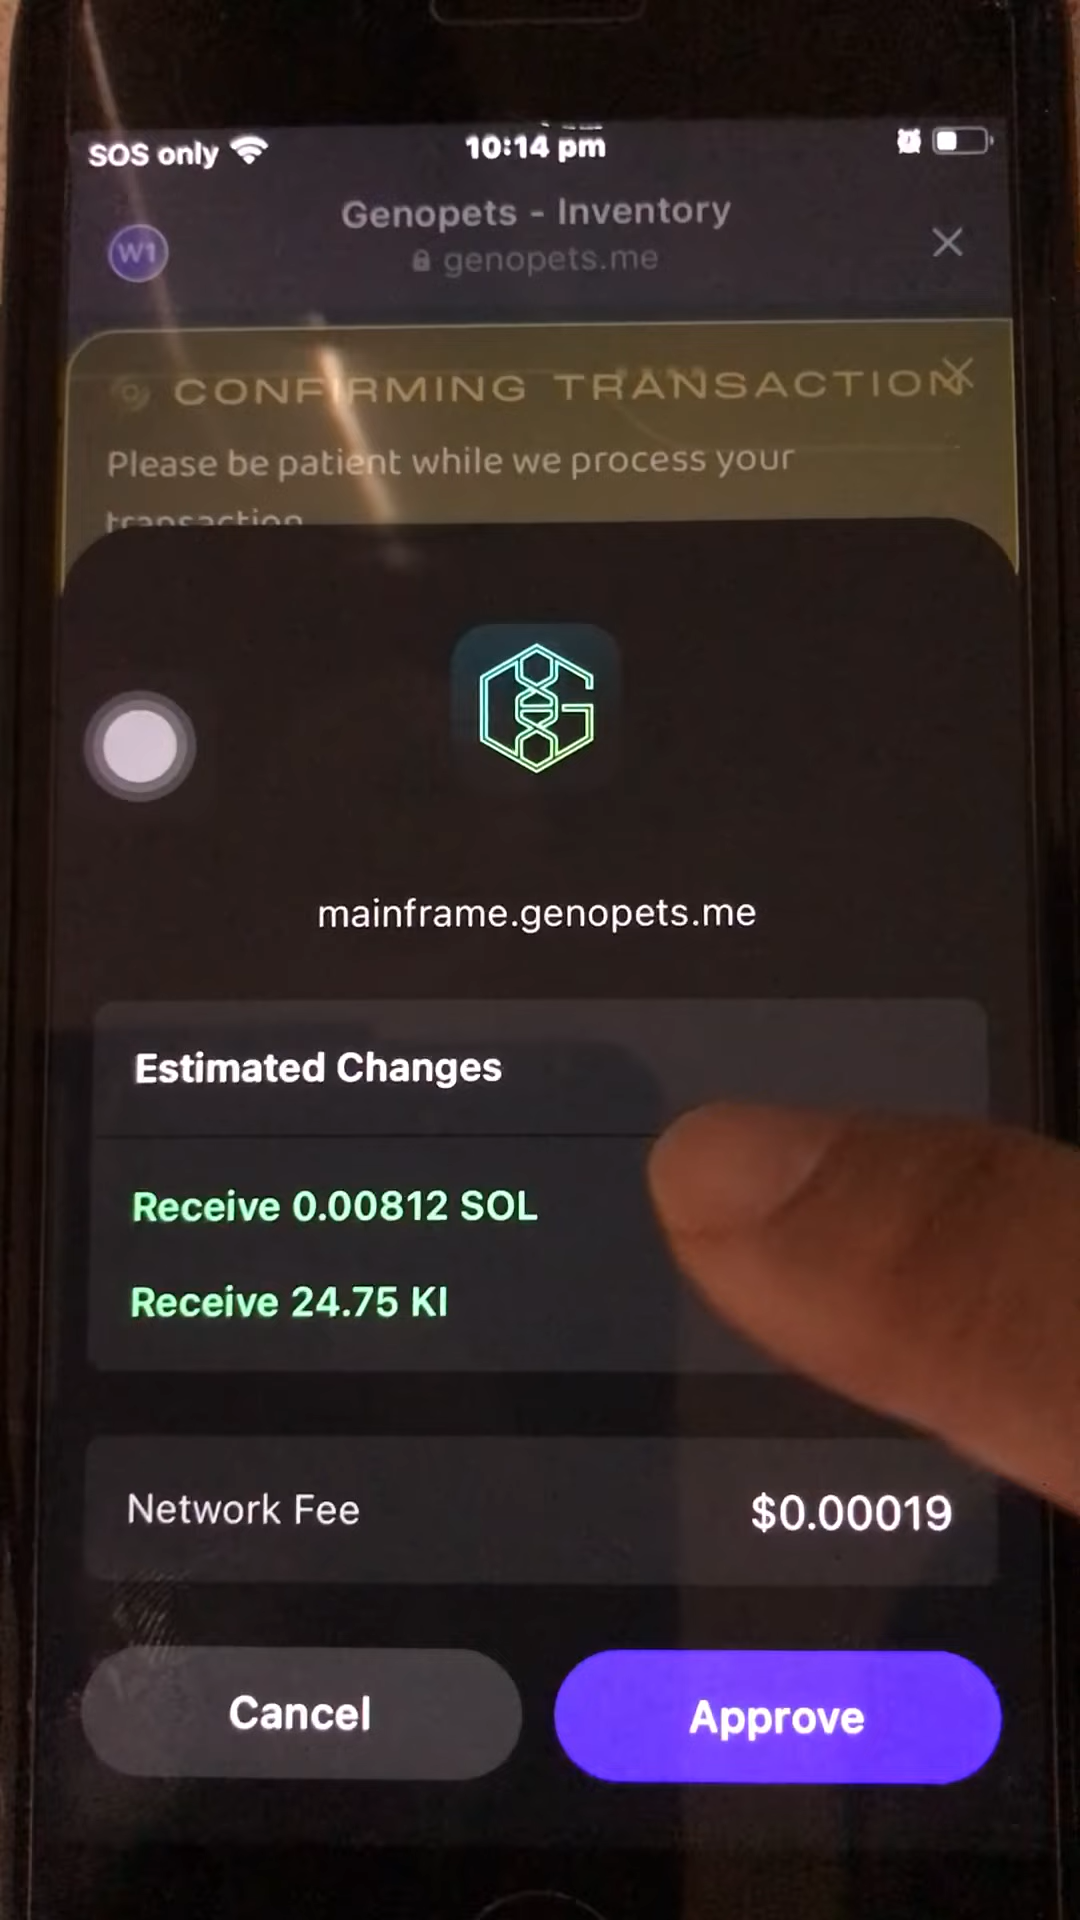 SOS only
10:14 pm
W1
Genopets - Inventory
genopets.me
CONFIRMING TRANSACTION
Please be patient while we process your
transaction
mainframe.genopets.me
Estimated Changes
Receive 0.00812 SOL
Receive 24.75 KI
Network Fee
$0.00019
Cancel
Approve